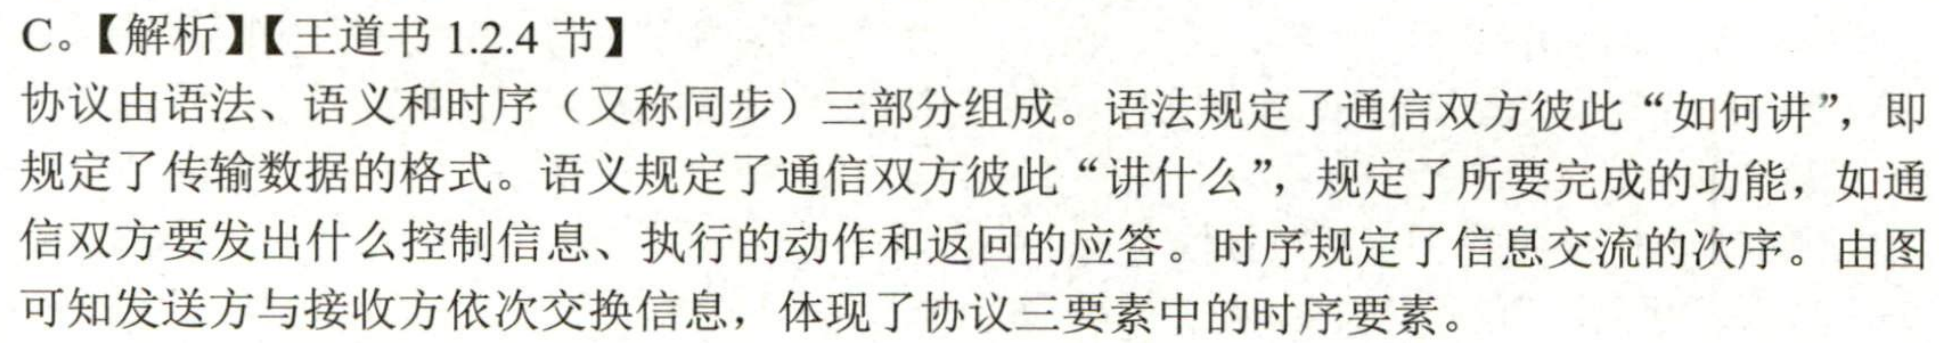 C。【解析】【王道书 1.2.4 节】
协议由语法、语义和时序（又称同步）三部分组成。语法规定了通信双方彼此“如何讲”，即
规定了传输数据的格式。语义规定了通信双方彼此“讲什么”，规定了所要完成的功能，如通
信双方要发出什么控制信息、执行的动作和返回的应答。时序规定了信息交流的次序。由图
可知发送方与接收方依次交换信息，体现了协议三要素中的时序要素。